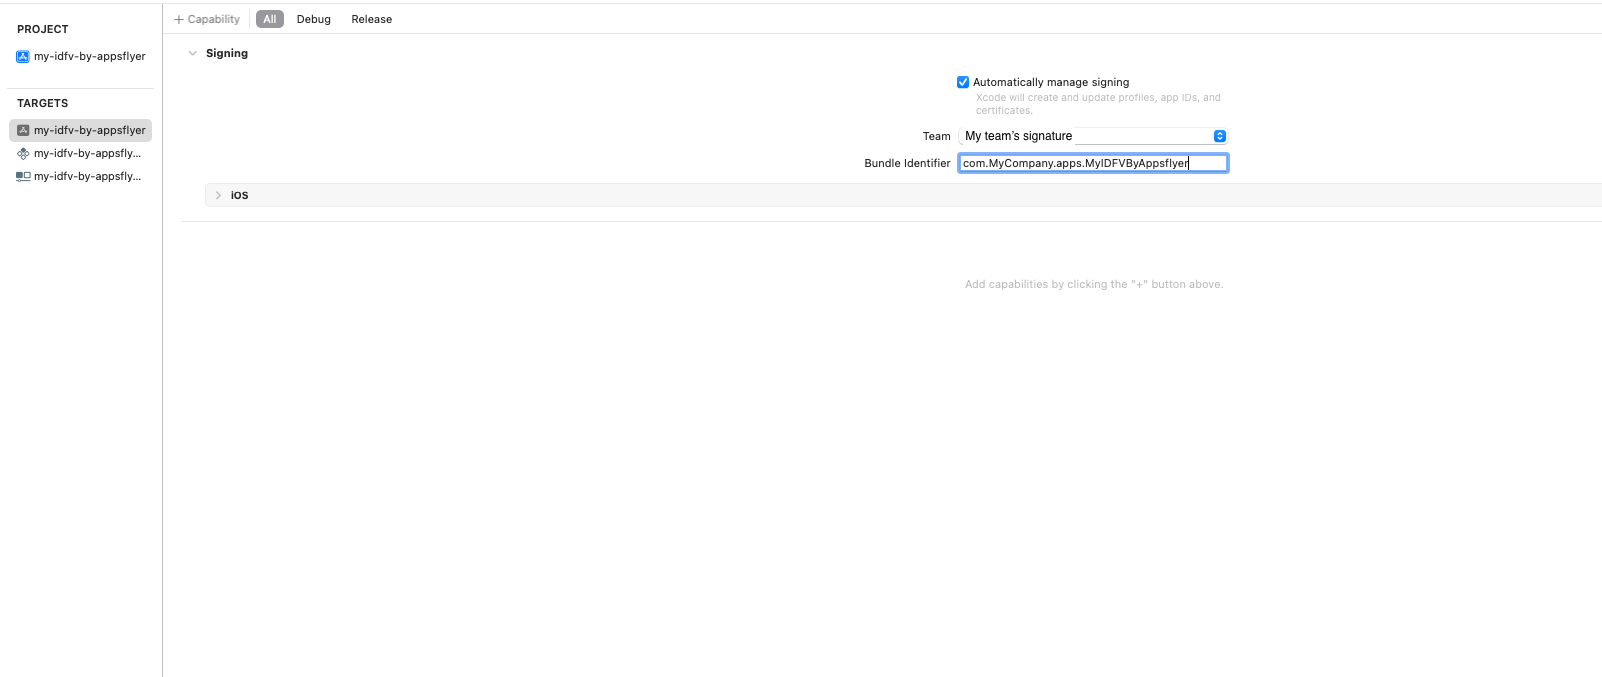 PROJECT
my-idfv-by-appsflyer
TARGETS
my-idfv-by-appsflyer
my-idfv-by-appsfly...
my-idfv-by-appsfly...
+ Capability All Debug Release
Signing
Automatically manage signing
Xcode will create and update profiles, app IDs, and
certificates.
Team My team's signature
Bundle Identifier com.MyCompany.apps.MyIDFVByAppsflyer
iOS
Add capabilities by clicking the "+" button above.